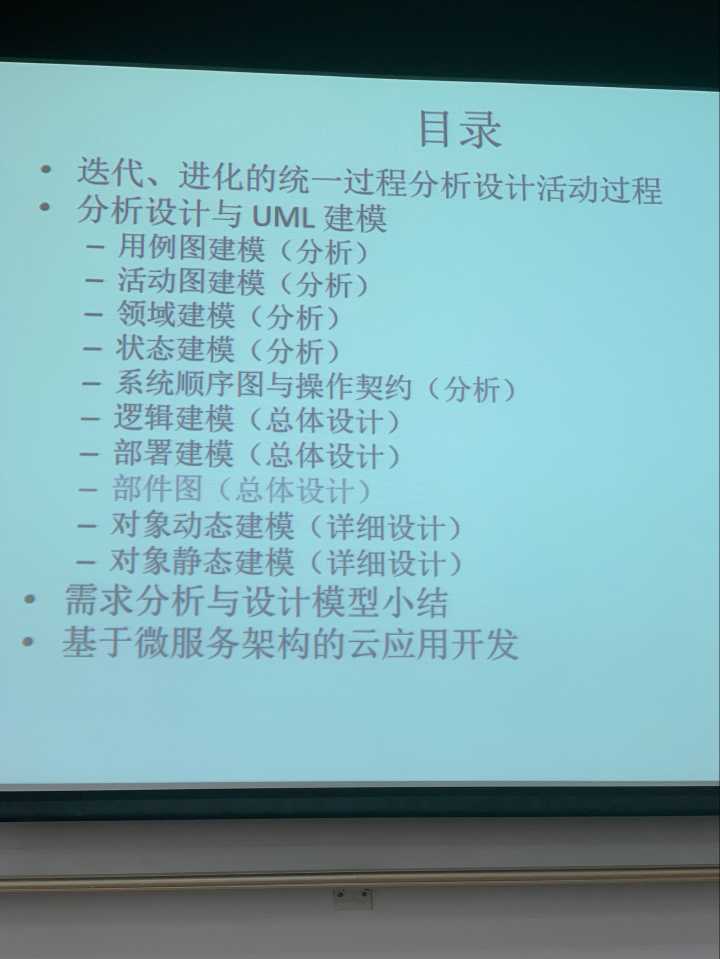 目录
• 迭代、进化的统一过程分析设计活动过程
• 分析设计与 UML 建模
– 用例图建模（分析）
– 活动图建模（分析）
– 领域建模（分析）
– 状态建模（分析）
– 系统顺序图与操作契约（分析）
– 逻辑建模（总体设计）
– 部署建模（总体设计）
– 部件图（总体设计）
– 对象动态建模（详细设计）
– 对象静态建模（详细设计）
• 需求分析与设计模型小结
• 基于微服务架构的云应用开发